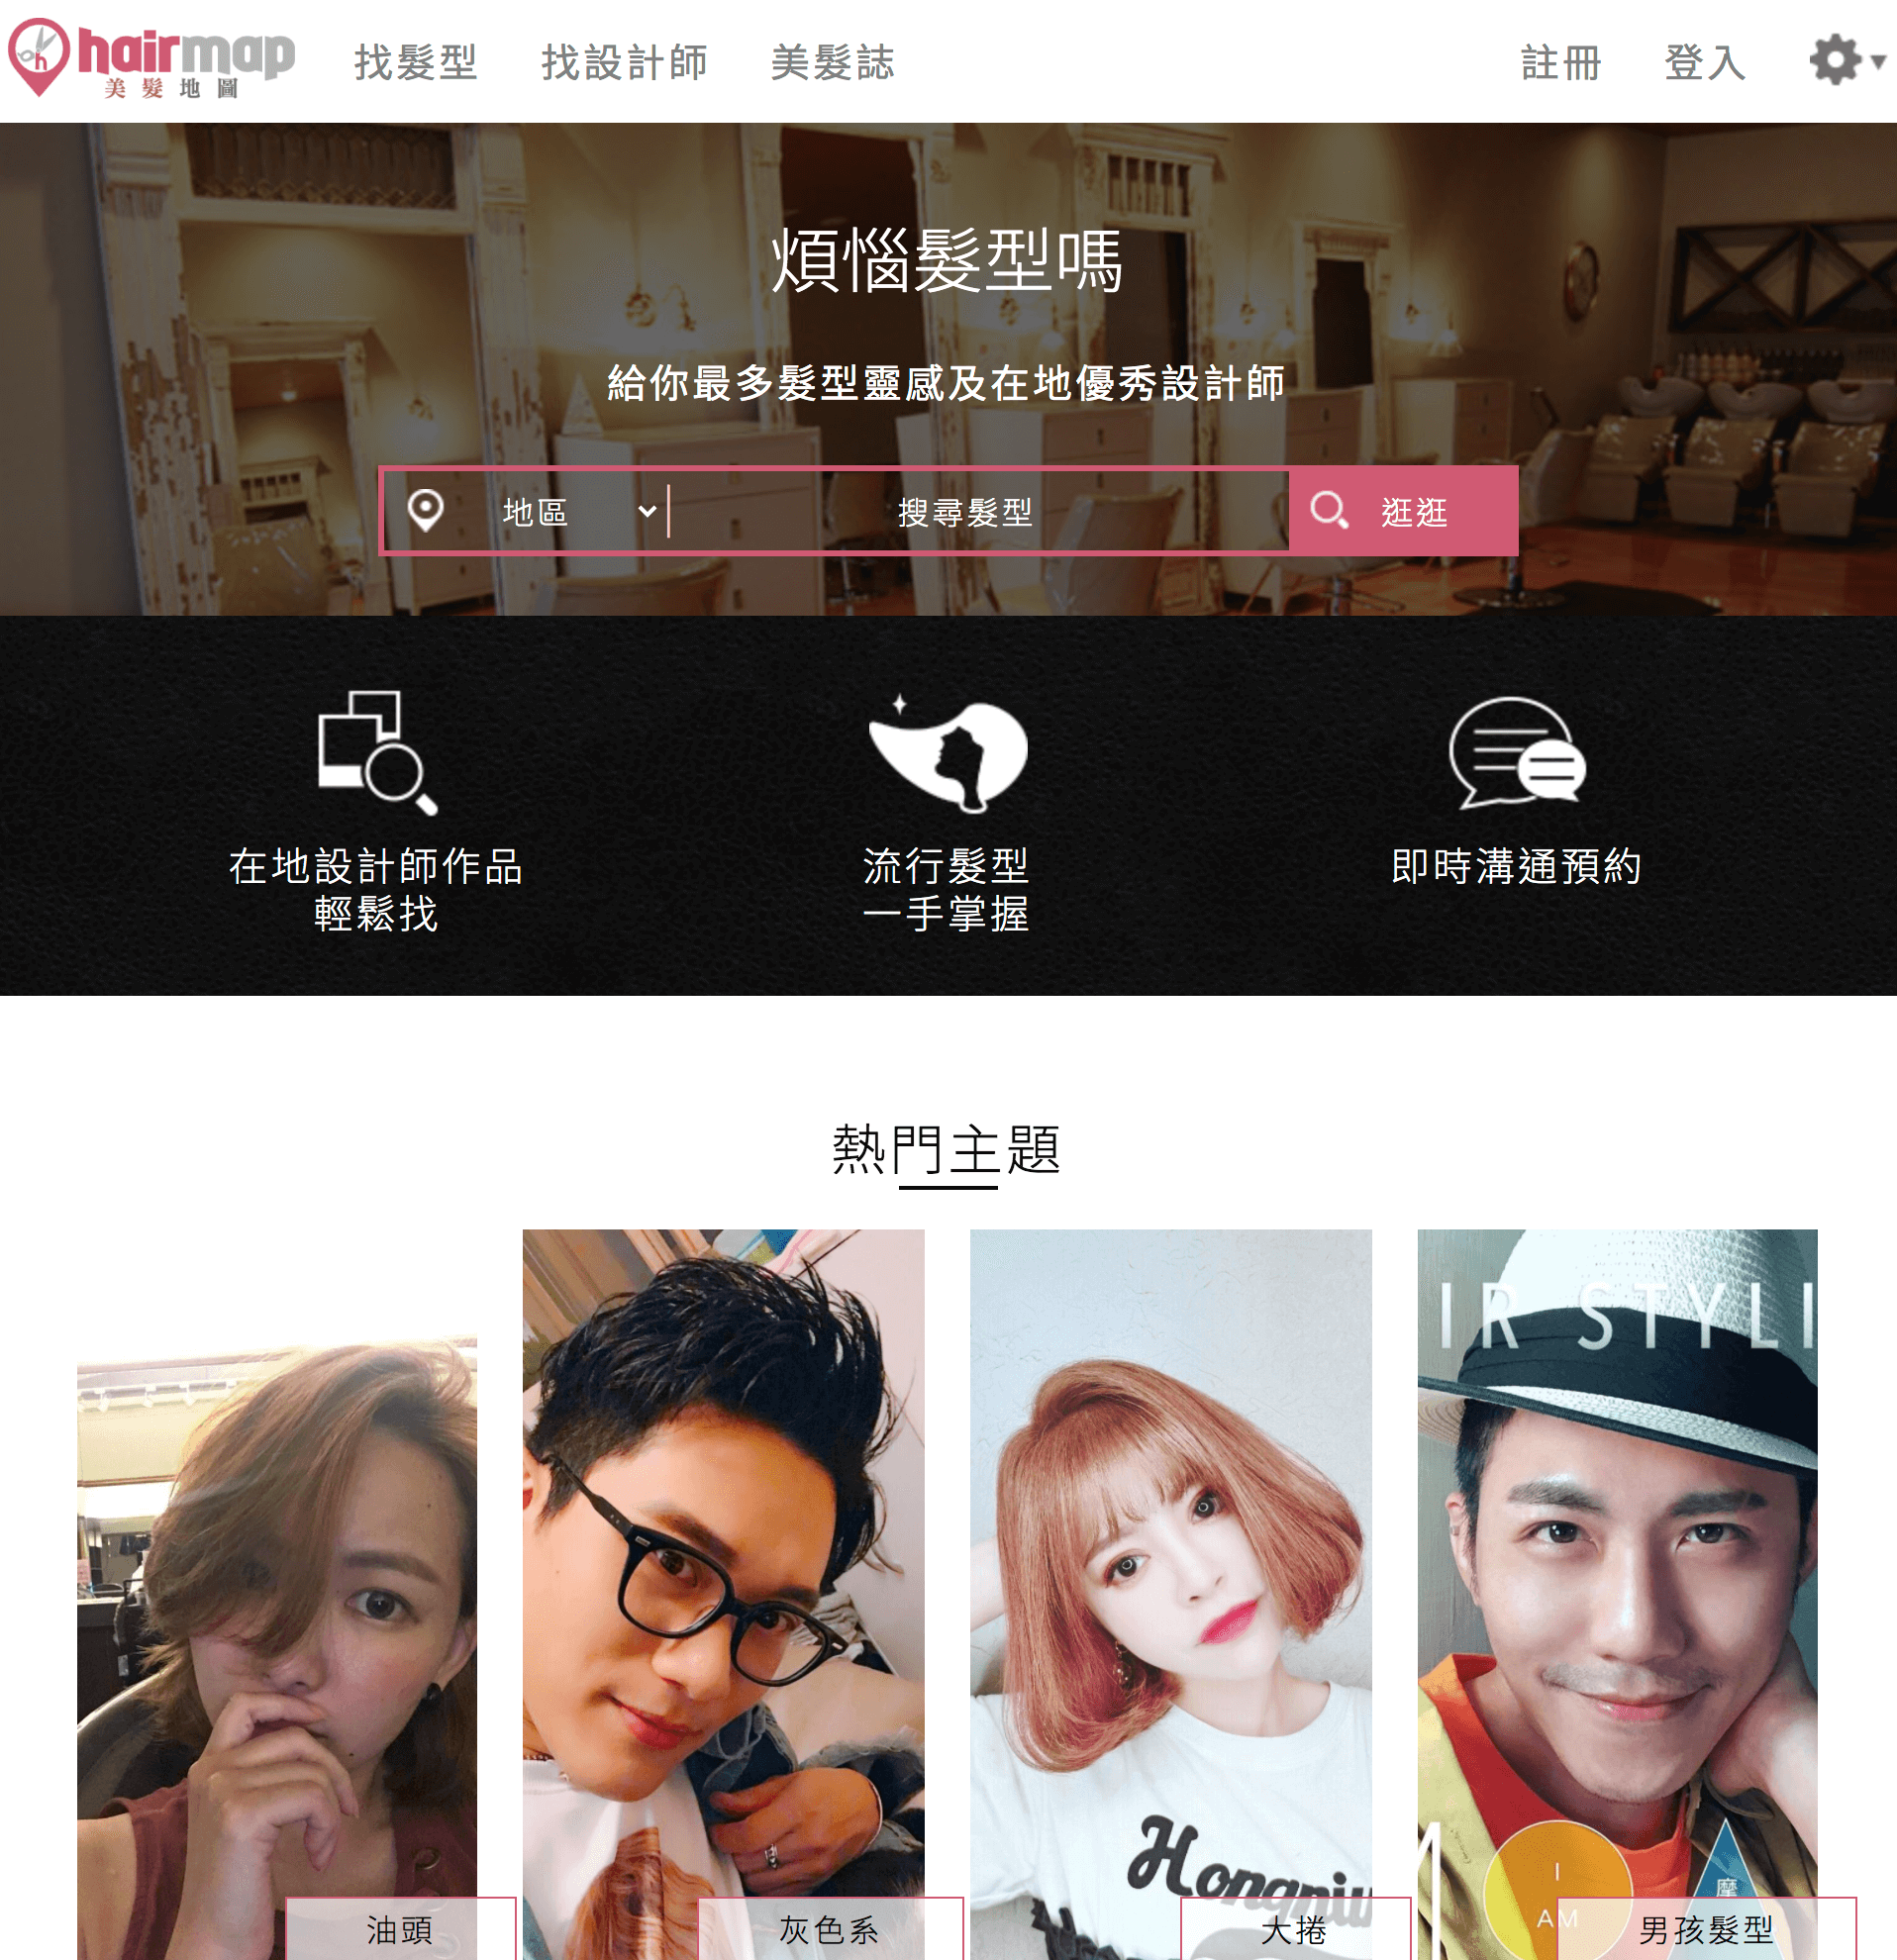 hairmap
美髮地圖
找髮型
找設計師
美髮誌
註冊
登入
煩惱髮型嗎
給你最多髮型靈感及在地優秀設計師
地區
搜尋髮型
逛逛
在地設計師作品
輕鬆找
流行髮型
一手掌握
即時溝通預約
熱門主題
IR STYLI
I
AM
摩
油頭
灰色系
大捲
男孩髮型